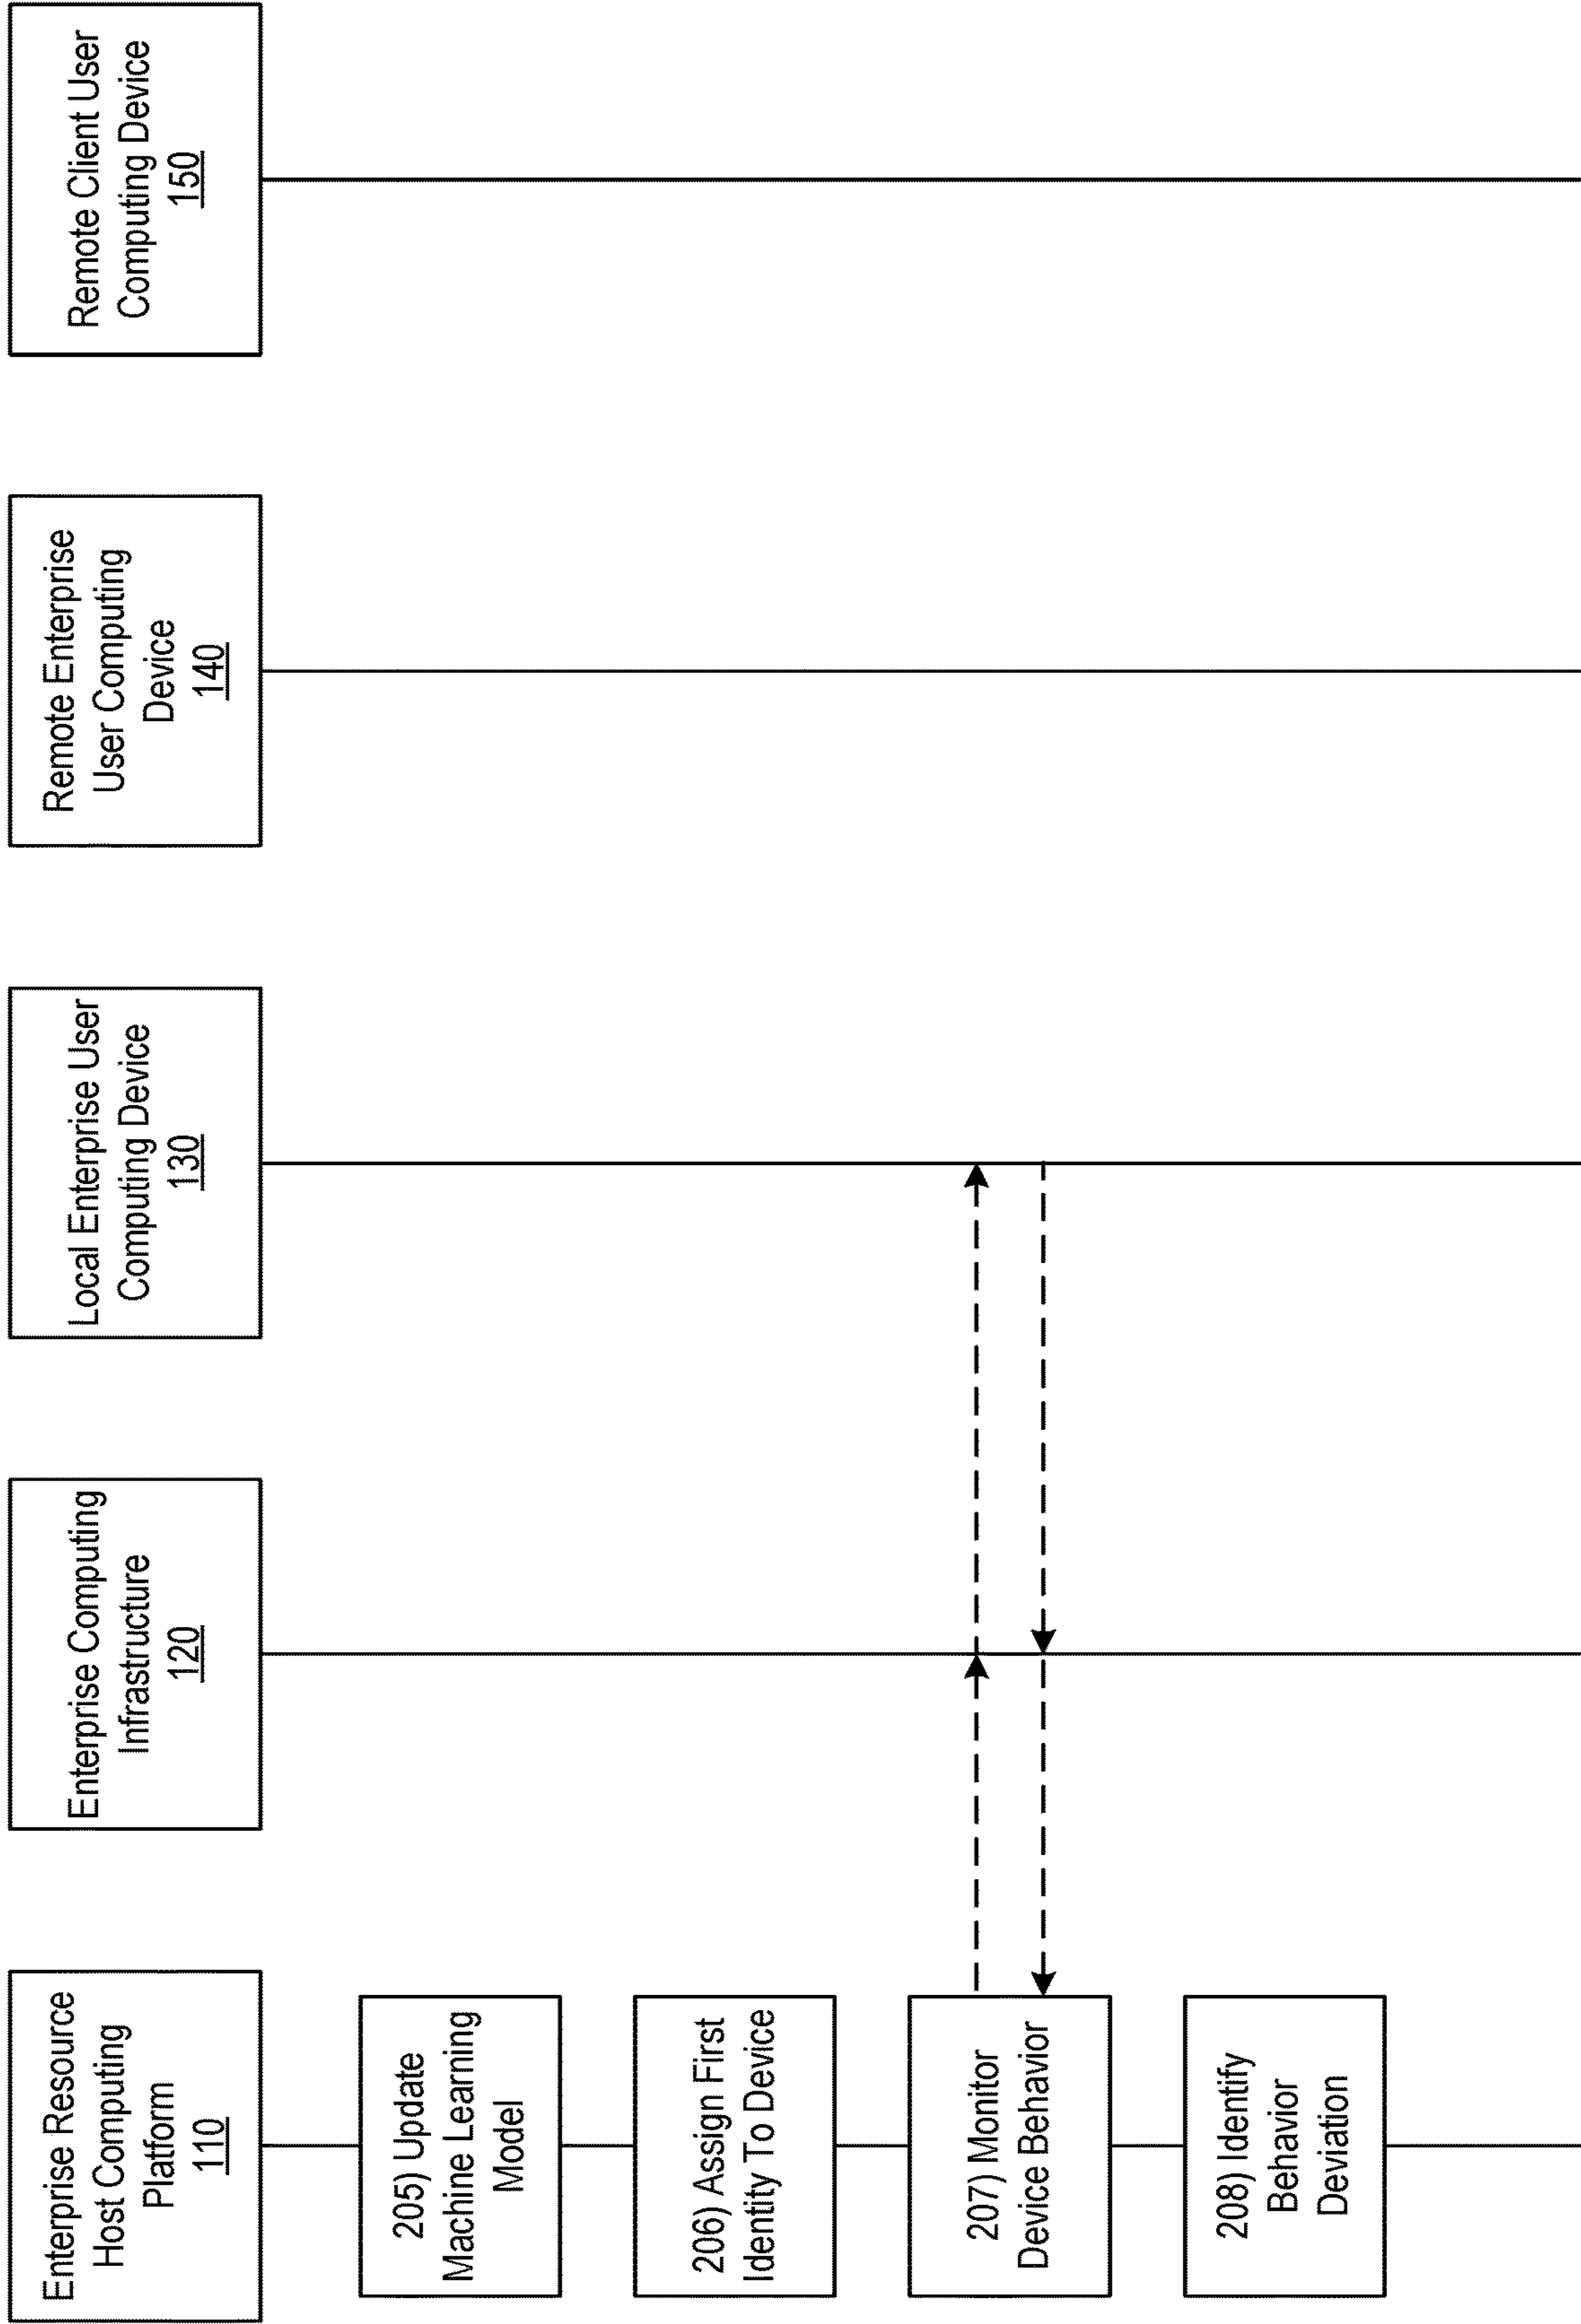 Enterprise Resource
Host Computing
Platform
110
Enterprise Computing
Infrastructure
120
Local Enterprise User
Computing Device
130
Remote Enterprise
User Computing
Device
140
Remote Client User
Computing Device
150
205) Update
Machine Learning
Model
206) Assign First
Identity To Device
207) Monitor
Device Behavior
208) Identify
Behavior
Deviation